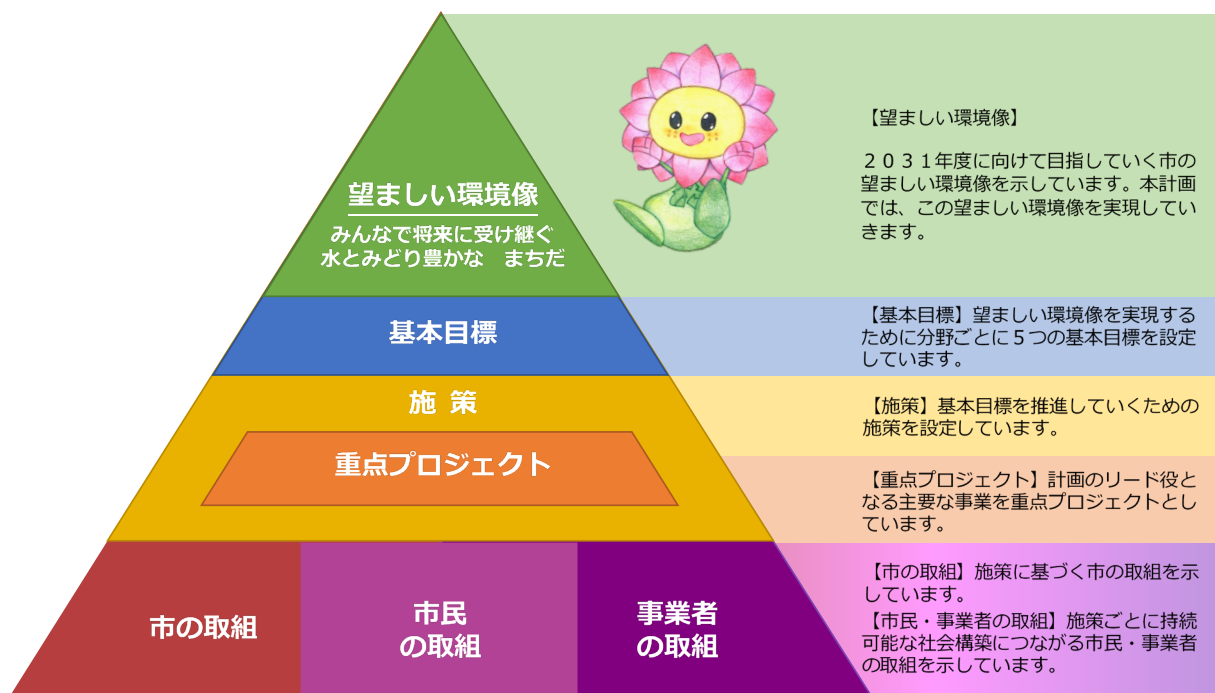 望ましい環境像
みんなで将来に受け継ぐ
水とみどり豊かな　まちだ
基本目標
施 策
重点プロジェクト
市の取組
市民
の取組
事業者
の取組
【望ましい環境像】
２０３１年度に向けて目指していく市の
望ましい環境像を示しています。本計画
では、この望ましい環境像を実現してい
きます。
【基本目標】望ましい環境像を実現する
ために分野ごとに５つの基本目標を設定
しています。
【施策】基本目標を推進していくための
施策を設定しています。
【重点プロジェクト】計画のリード役と
なる主要な事業を重点プロジェクトとし
ています。
【市の取組】施策に基づく市の取組を示
しています。
【市民・事業者の取組】施策ごとに持続
可能な社会構築につながる市民・事業者
の取組を示しています。